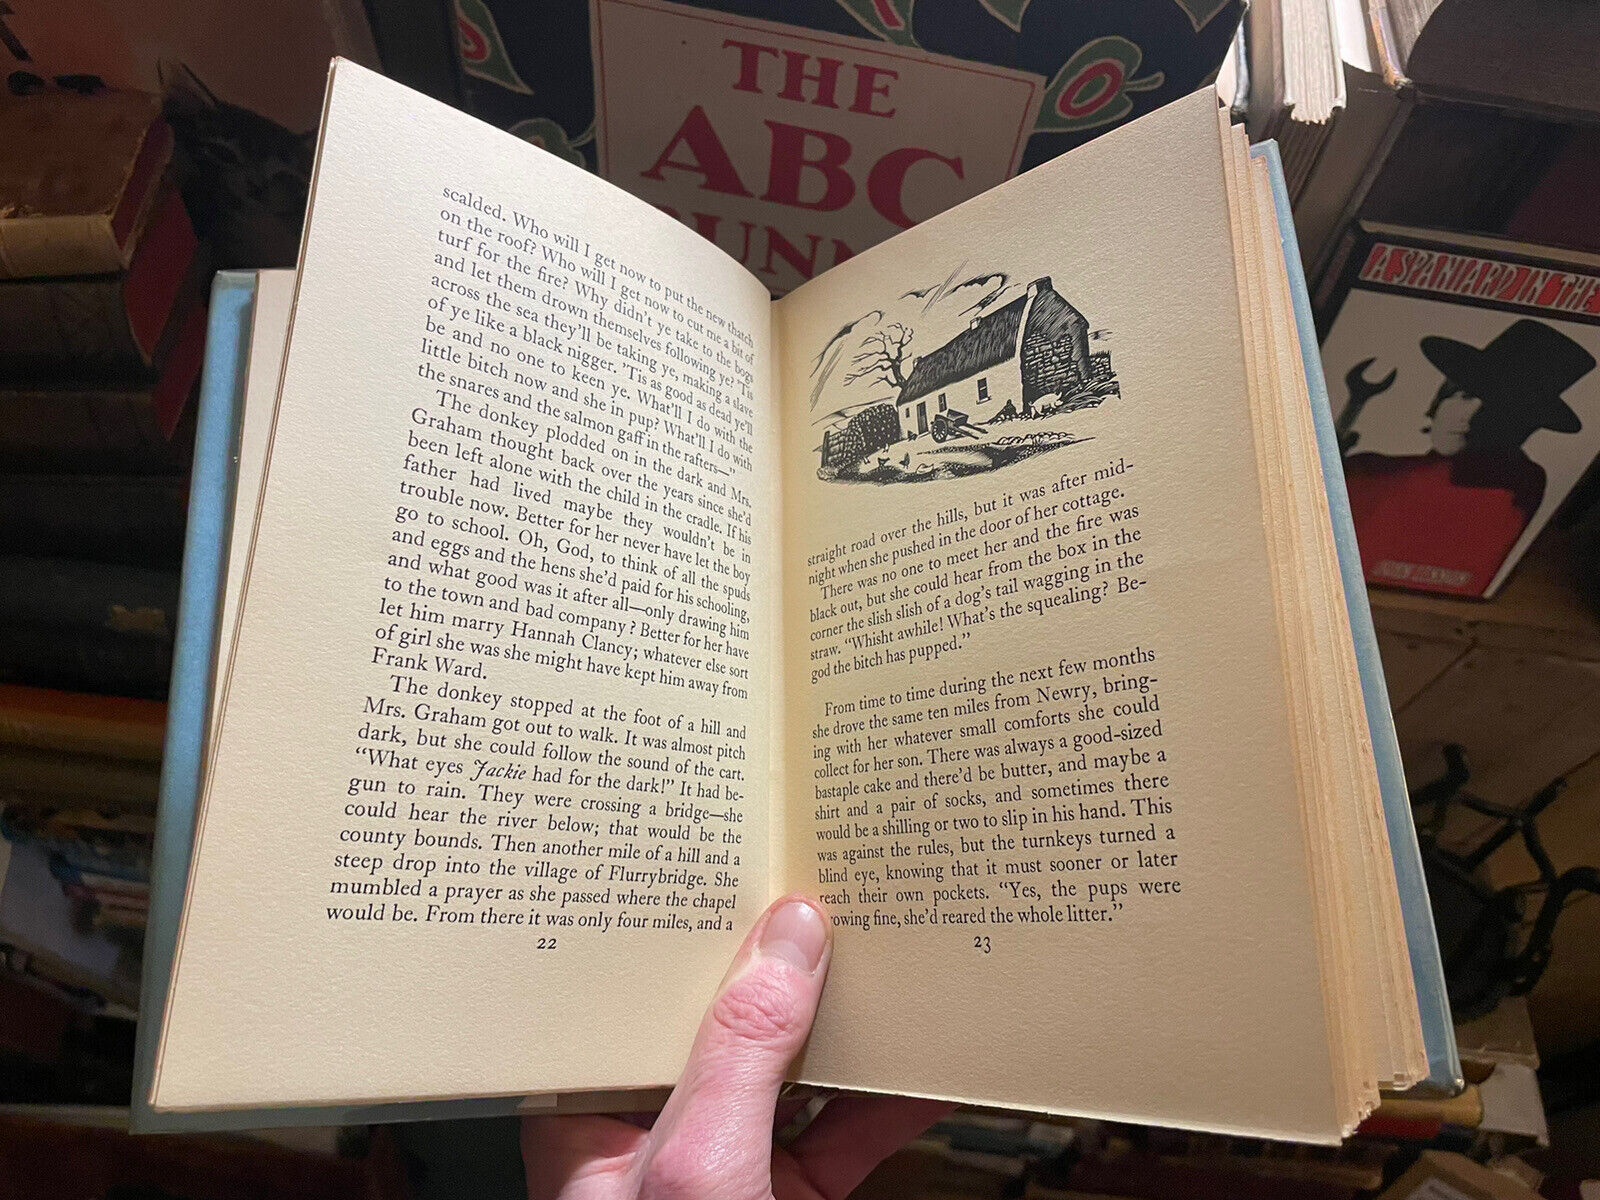 THE
ABC
BUNN
A SPANIARD IN THE
scalded. Who will I get now to put the new thatch
on the roof? Who will I get now to cut me a bit of
turf for the fire? Why didn't ye take to the bogs
and let them drown themselves following ye? 'Tis
across the sea they'll be taking ye, making a slave
of ye like a black nigger. 'Tis as good as dead ye'll
be and no one to keen ye. What'll I do with the
little bitch now and she in pup? What'll I do with
the snares and the salmon gaff in the rafters—"
The donkey plodded on in the dark and Mrs.
Graham thought back over the years since she'd
been left alone with the child in the cradle. If his
father had lived maybe they wouldn't be in
trouble now. Better for her never have let the boy
go to school. Oh, God, to think of all the spuds
and eggs and the hens she'd paid for his schooling,
and what good was it after all—only drawing him
to the town and bad company? Better for her have
let him marry Hannah Clancy; whatever else sort
of girl she was she might have kept him away from
Frank Ward.
The donkey stopped at the foot of a hill and
Mrs. Graham got out to walk. It was almost pitch
dark, but she could follow the sound of the cart.
"What eyes Jackie had for the dark!" It had be-
gun to rain. They were crossing a bridge—she
could hear the river below; that would be the
county bounds. Then another mile of a hill and a
steep drop into the village of Flurrybridge. She
mumbled a prayer as she passed where the chapel
would be. From there it was only four miles, and a
22
straight road over the hills, but it was after mid-
night when she pushed in the door of her cottage.
There was no one to meet her and the fire was
black out, but she could hear from the box in the
corner the slish slish of a dog's tail wagging in the
straw. "Whisht awhile! What's the squealing? Be-
god the bitch has pupped."
From time to time during the next few months
she drove the same ten miles from Newry, bring-
ing with her whatever small comforts she could
collect for her son. There was always a good-sized
bastaple cake and there'd be butter, and maybe a
shirt and a pair of socks, and sometimes there
would be a shilling or two to slip in his hand. This
was against the rules, but the turnkeys turned a
blind eye, knowing that it must sooner or later
reach their own pockets. "Yes, the pups were
rowing fine, she'd reared the whole litter."
23